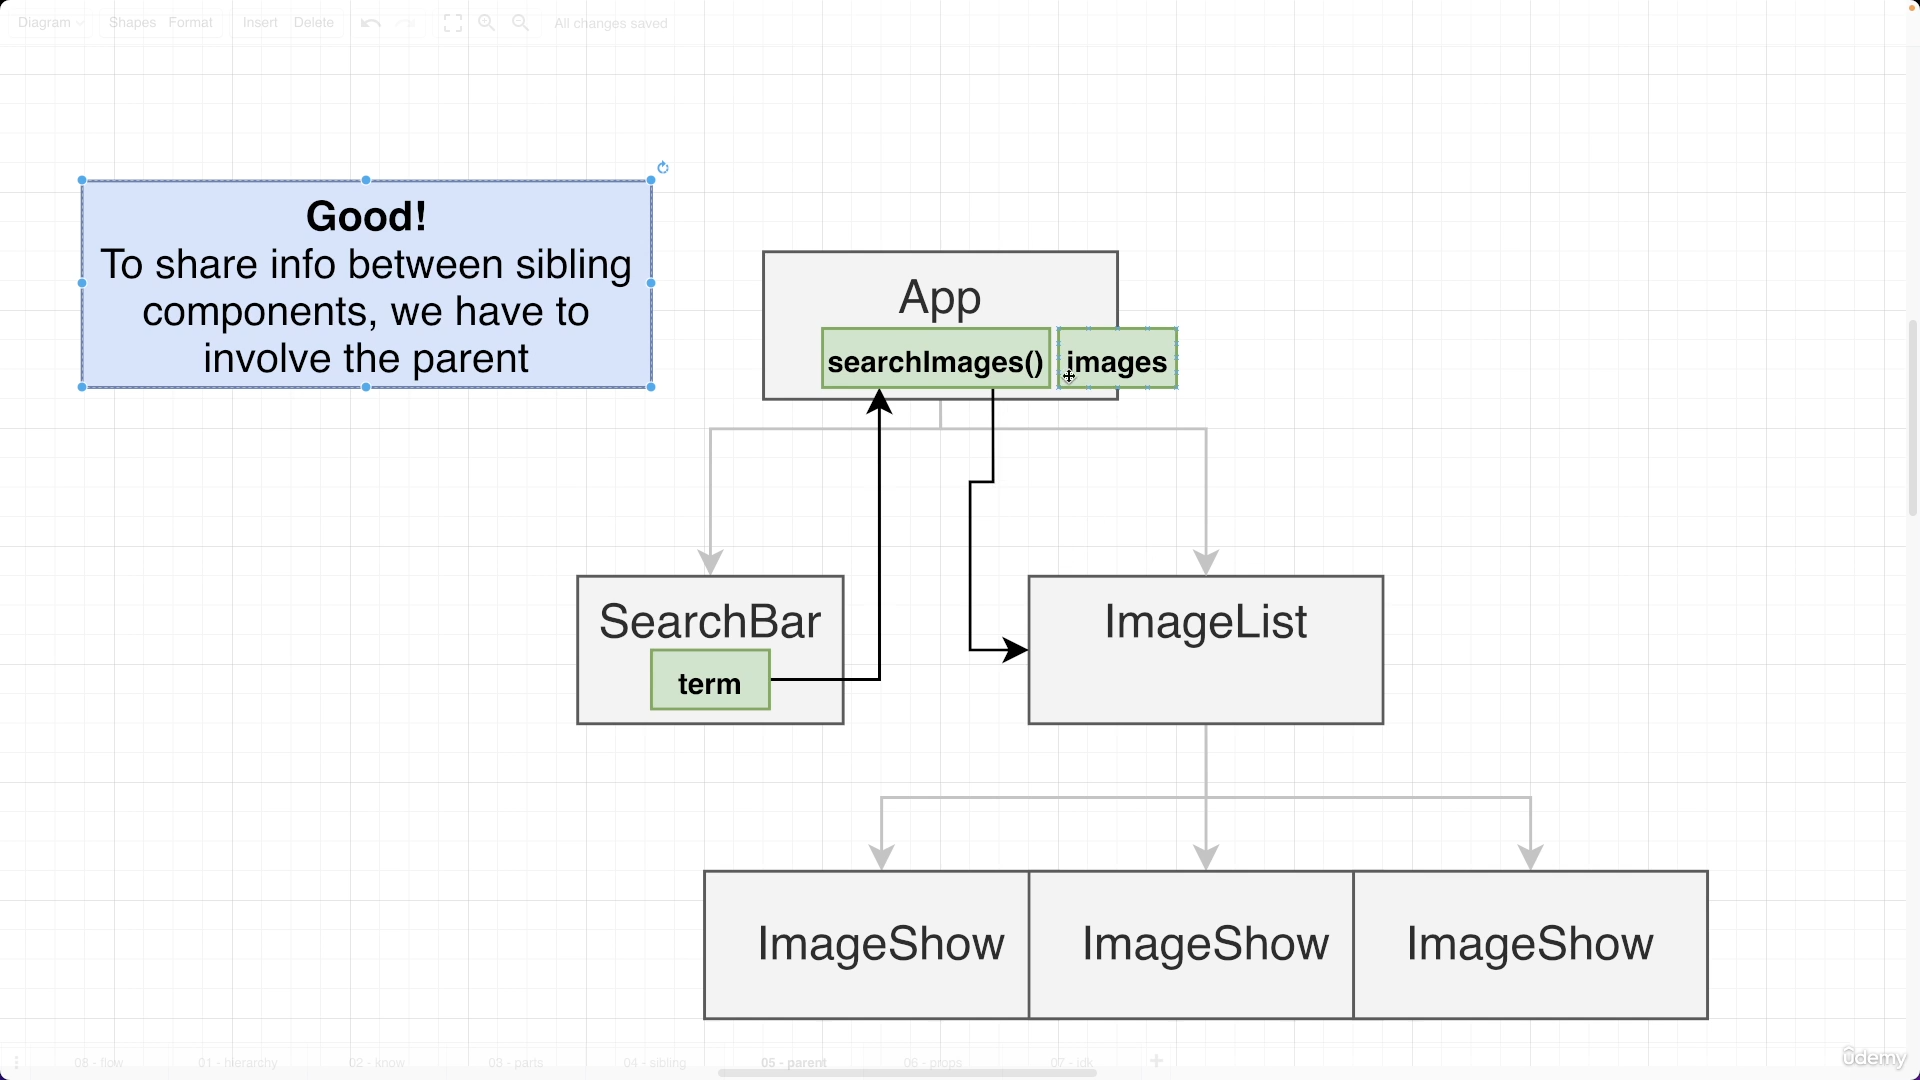 Diagram Shapes Format Insert Delete All changes saved
Good!
To share info between sibling
components, we have to
involve the parent
App
searchImages() images
SearchBar
term
ImageList
ImageShow ImageShow ImageShow
08 - flow 01 - hierarchy 02 - know 03 - parts 04 - sibling 05 - parent 06 - props 07 - idk
ûdemy